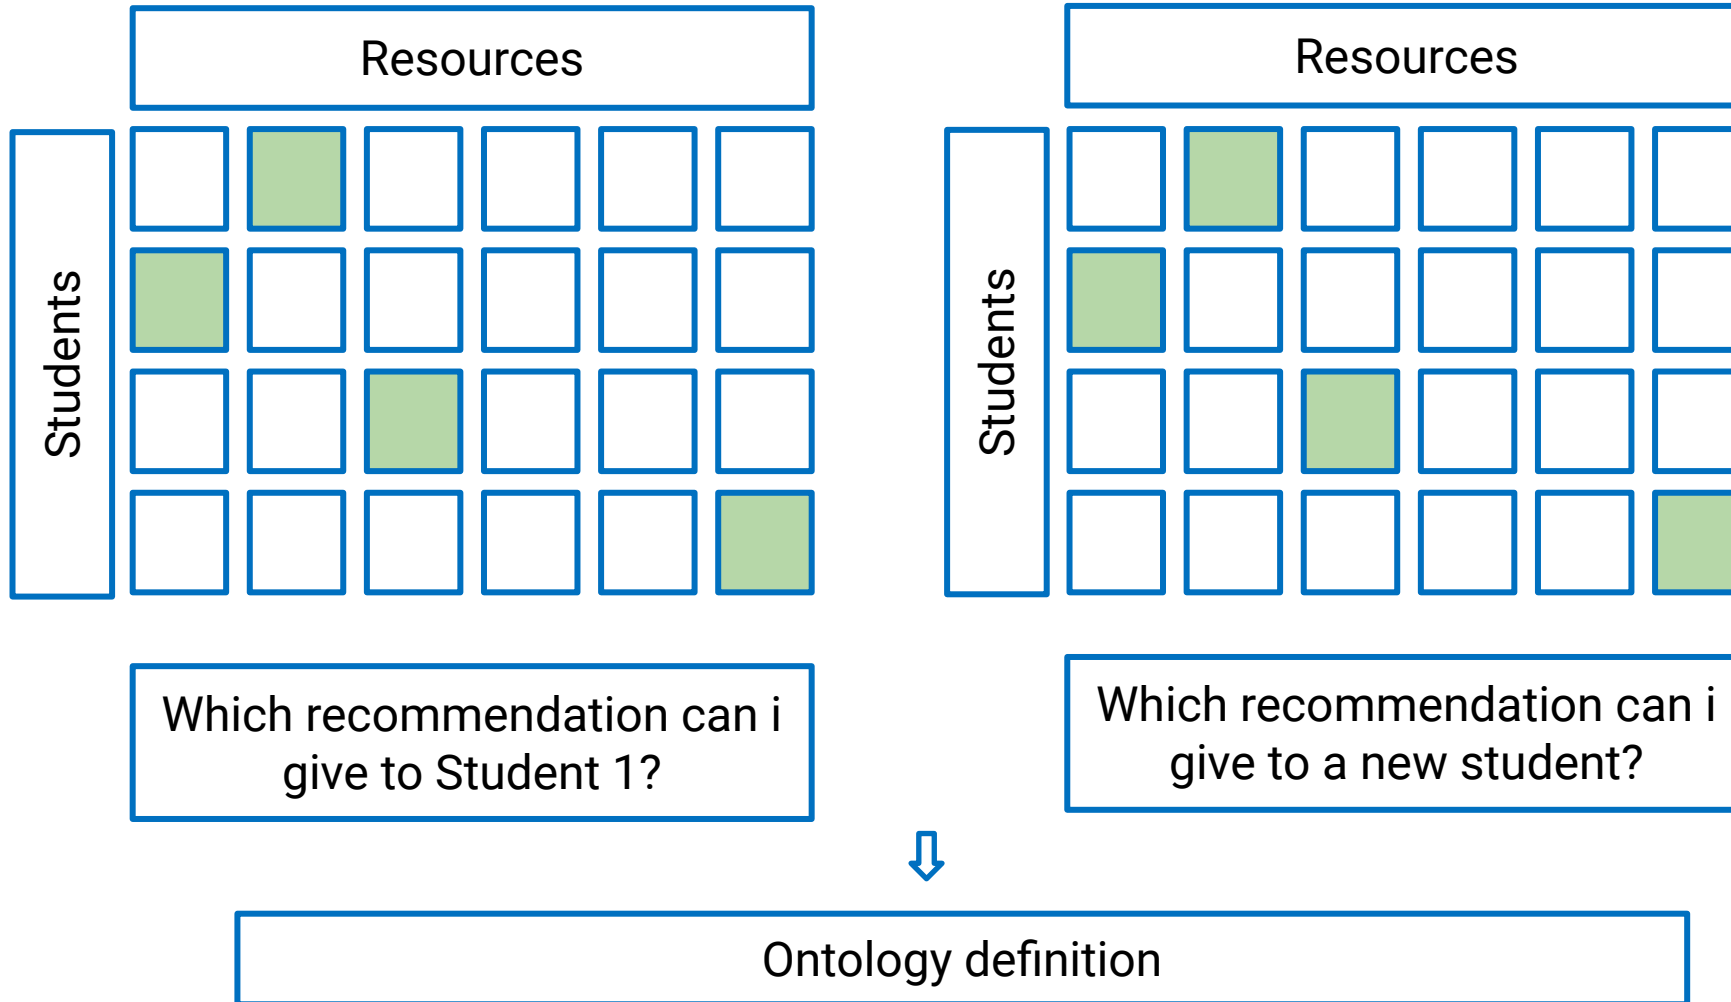 Resources
Students
Which recommendation can i
give to Student 1?
Resources
Students
Which recommendation can i
give to a new student?
Ontology definition